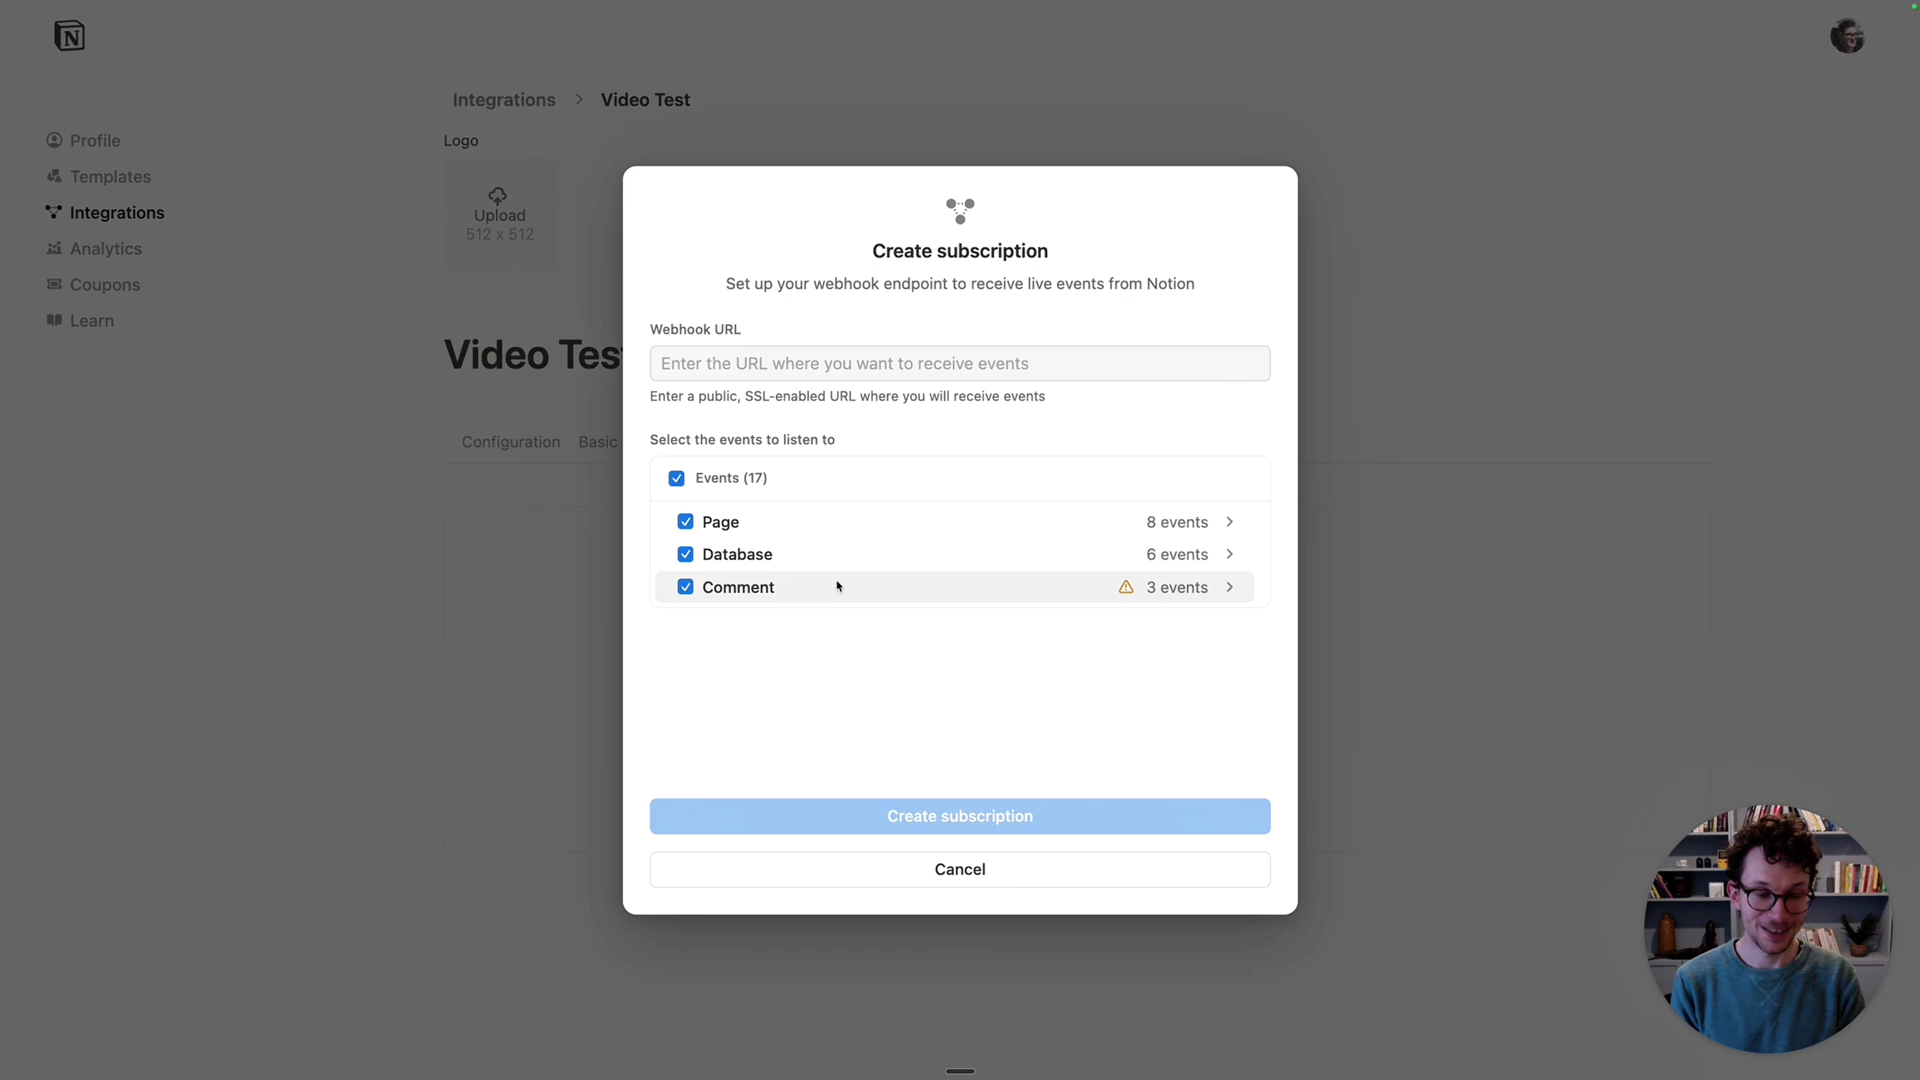 Integrations > Video Test
Profile
Templates
Integrations
Analytics
Coupons
Learn
Logo
Upload
512 x 512
Video Tes
Configuration
Basic
Create subscription
Set up your webhook endpoint to receive live events from Notion
Webhook URL
Enter the URL where you want to receive events
Enter a public, SSL-enabled URL where you will receive events
Select the events to listen to
Events (17)
Page 8 events >
Database 6 events >
Comment 3 events >
Create subscription
Cancel